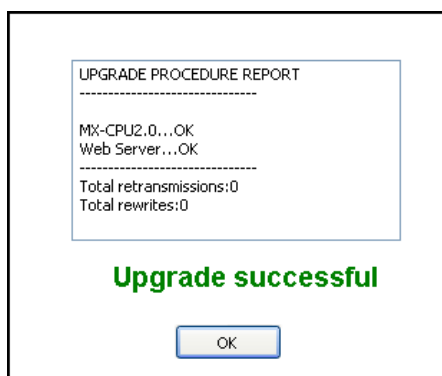 UPGRADE PROCEDURE REPORT
------------------------------
MX-CPU2.0...OK
Web Server...OK
------------------------------
Total retransmissions:0
Total rewrites:0
Upgrade successful
OK